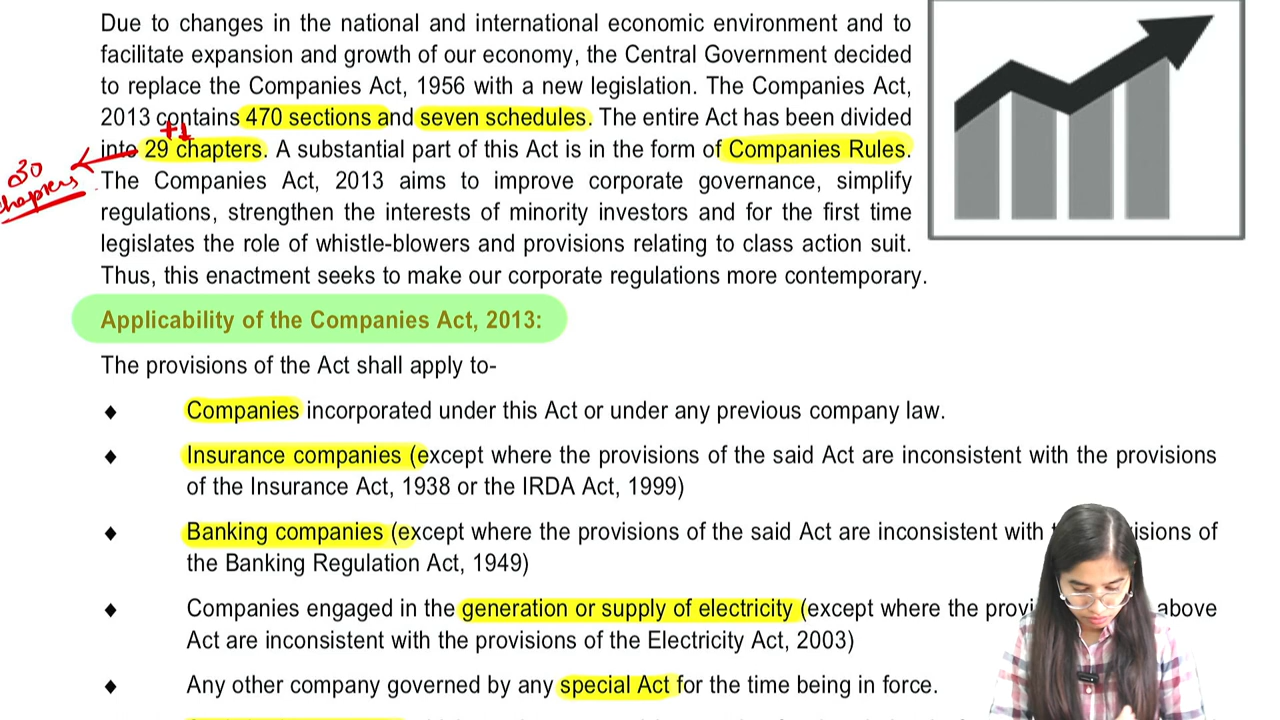 Due to changes in the national and international economic environment and to
facilitate expansion and growth of our economy, the Central Government decided
to replace the Companies Act, 1956 with a new legislation. The Companies Act,
2013 contains 470 sections and seven schedules. The entire Act has been divided
+1
into 29 chapters. A substantial part of this Act is in the form of Companies Rules.
30
chapters
The Companies Act, 2013 aims to improve corporate governance, simplify
regulations, strengthen the interests of minority investors and for the first time
legislates the role of whistle-blowers and provisions relating to class action suit.
Thus, this enactment seeks to make our corporate regulations more contemporary.
Applicability of the Companies Act, 2013:
The provisions of the Act shall apply to-
♦ Companies incorporated under this Act or under any previous company law.
♦ Insurance companies (except where the provisions of the said Act are inconsistent with the provisions
of the Insurance Act, 1938 or the IRDA Act, 1999)
♦ Banking companies (except where the provisions of the said Act are inconsistent with of
the Banking Regulation Act, 1949)
♦ Companies engaged in the generation or supply of electricity (except where the above
Act are inconsistent with the provisions of the Electricity Act, 2003)
♦ Any other company governed by any special Act for the time being in force.